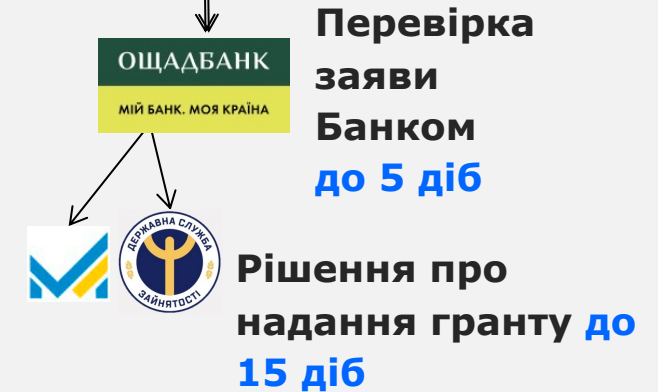 Перевірка
заяви
Банком
до 5 діб
ОЩАДБАНК
МІЙ БАНК. МОЯ КРАЇНА
ДЕРЖАВНА СЛУЖБА
ЗАЙНЯТОСТІ
Рішення про
надання гранту до
15 діб